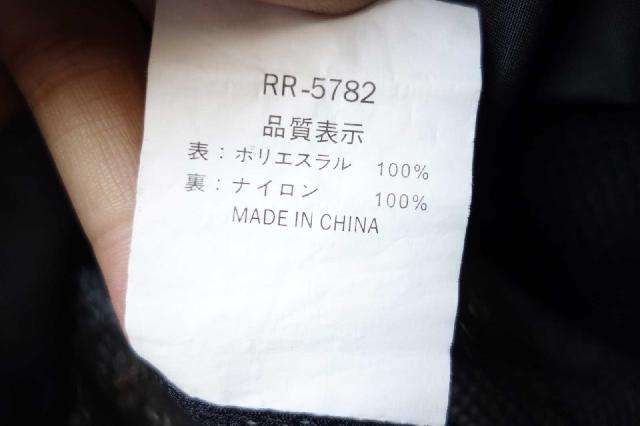 RR-5782
品質表示
表：ポリエスラル 100%
裏：ナイロン 100%
MADE IN CHINA